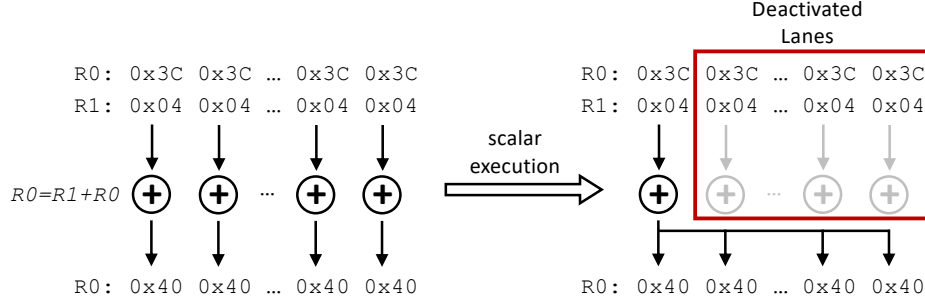 Deactivated
Lanes
R0: 0x3C 0x3C … 0x3C 0x3C
R1: 0x04 0x04 … 0x04 0x04
R0=R1+R0 + + … + +
R0: 0x40 0x40 … 0x40 0x40
scalar
execution
R0: 0x3C 0x3C … 0x3C 0x3C
R1: 0x04 0x04 … 0x04 0x04
+ + … + +
R0: 0x40 0x40 … 0x40 0x40